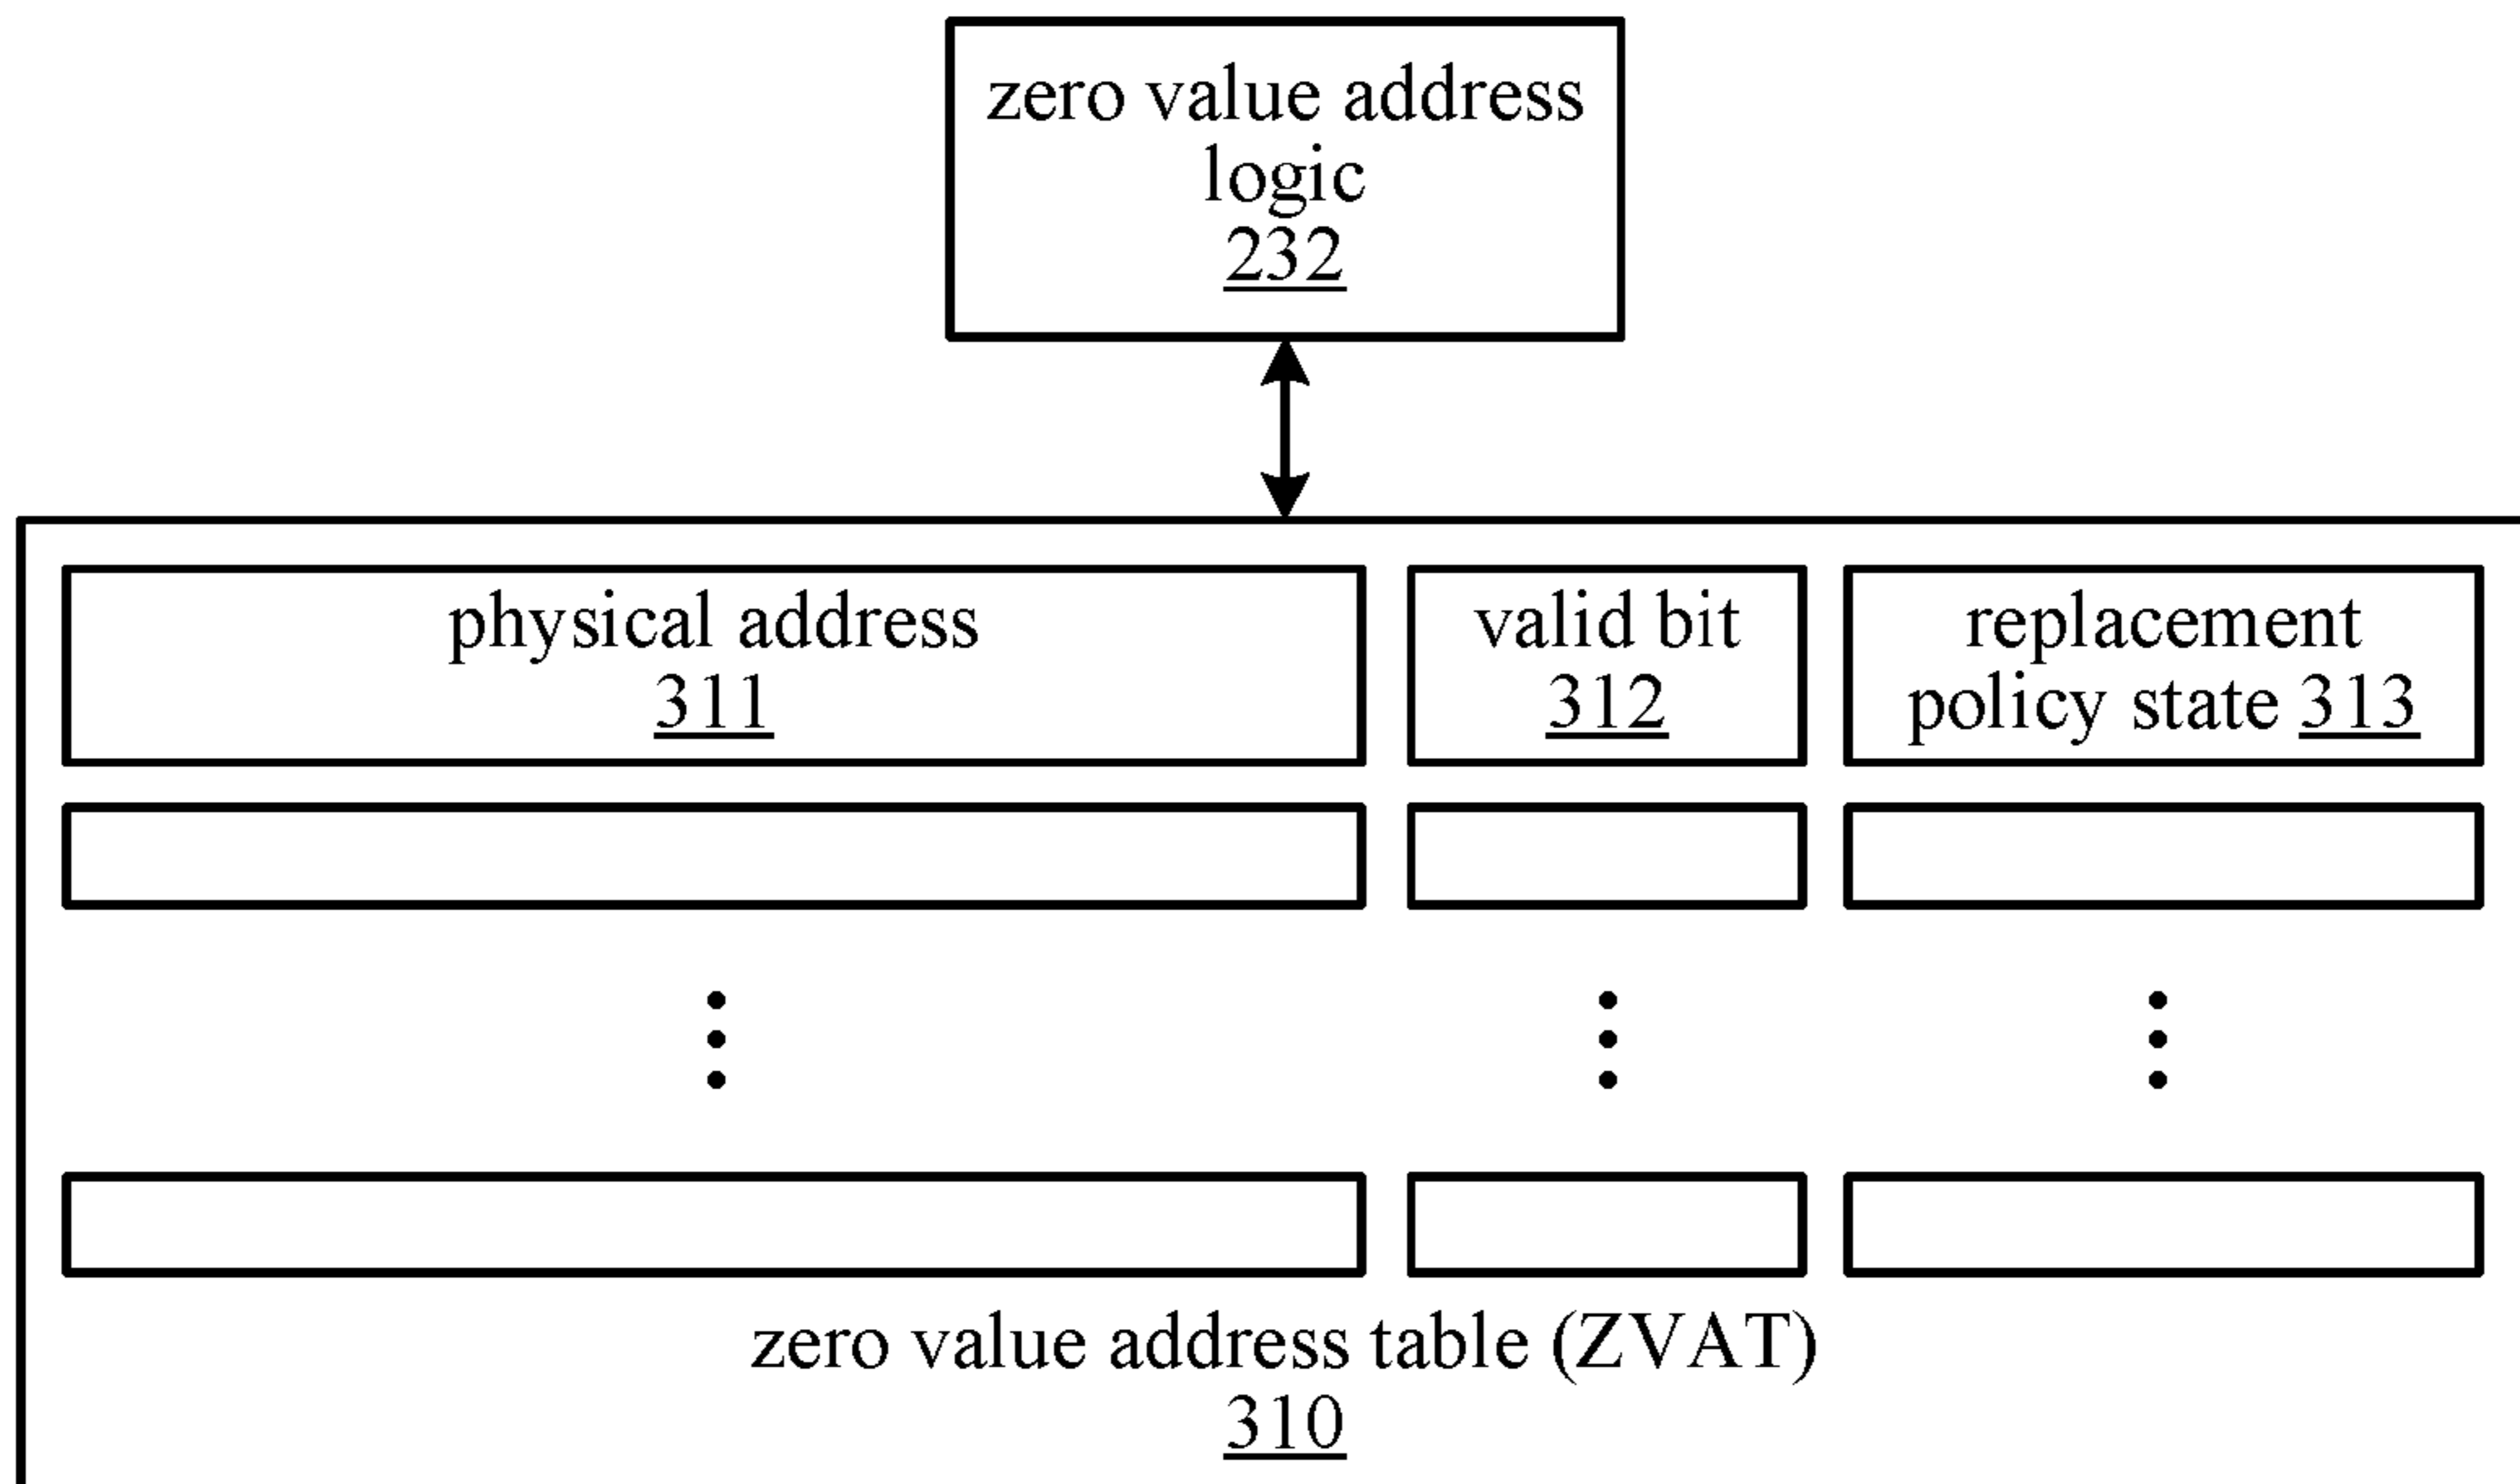 zero value address
logic
232
physical address
311
valid bit
312
replacement
policy state 313
zero value address table (ZVAT)
310